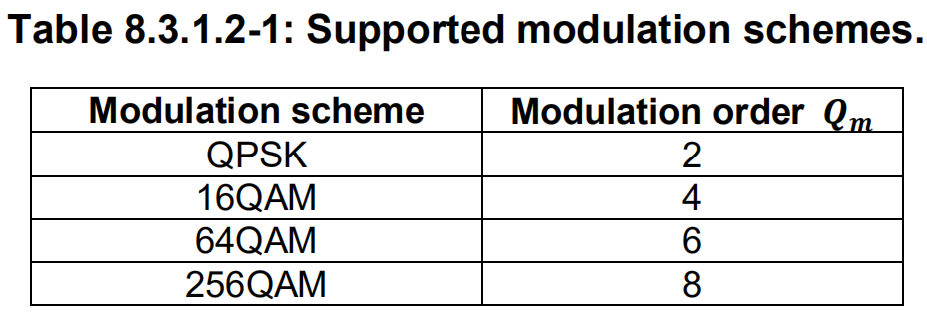 Table 8.3.1.2-1: Supported modulation schemes.
Modulation scheme Modulation order Qm
QPSK 2
16QAM 4
64QAM 6
256QAM 8